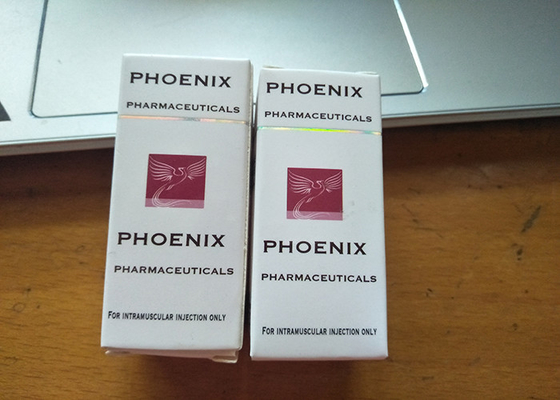 PHOENIX
PHARMACEUTICALS
PHOENIX
PHARMACEUTICALS
FOR INTRAMUSCULAR INJECTION ONLY
PHOENIX
PHARMACEUTICALS
PHOENIX
PHARMACEUTICALS
FOR INTRAMUSCULAR INJECTION ONLY